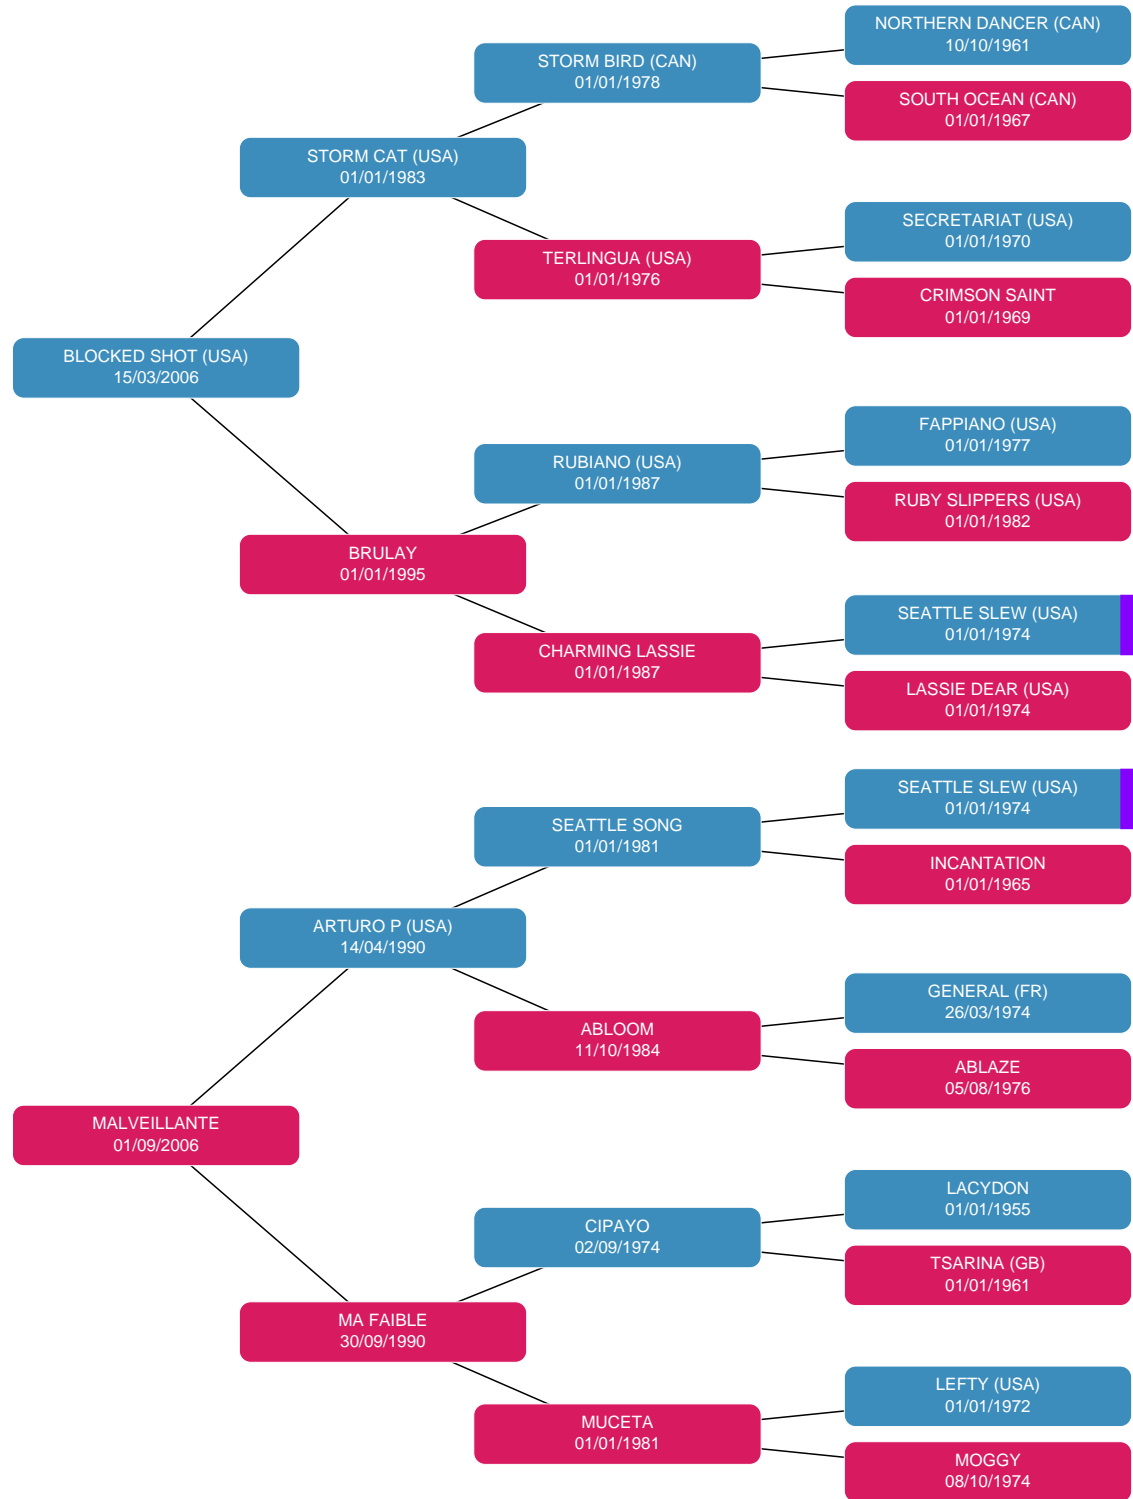 NORTHERN DANCER (CAN)
10/10/1961
STORM BIRD (CAN)
01/01/1978
SOUTH OCEAN (CAN)
01/01/1967
STORM CAT (USA)
01/01/1983
SECRETARIAT (USA)
01/01/1970
TERLINGUA (USA)
01/01/1976
CRIMSON SAINT
01/01/1969
BLOCKED SHOT (USA)
15/03/2006
FAPPIANO (USA)
01/01/1977
RUBIANO (USA)
01/01/1987
RUBY SLIPPERS (USA)
01/01/1982
BRULAY
01/01/1995
SEATTLE SLEW (USA)
01/01/1974
CHARMING LASSIE
01/01/1987
LASSIE DEAR (USA)
01/01/1974
SEATTLE SLEW (USA)
01/01/1974
SEATTLE SONG
01/01/1981
INCANTATION
01/01/1965
ARTURO P (USA)
14/04/1990
GENERAL (FR)
26/03/1974
ABLOOM
11/10/1984
ABLAZE
05/08/1976
MALVEILLANTE
01/09/2006
LACYDON
01/01/1955
CIPAYO
02/09/1974
TSARINA (GB)
01/01/1961
MA FAIBLE
30/09/1990
LEFTY (USA)
01/01/1972
MUCETA
01/01/1981
MOGGY
08/10/1974